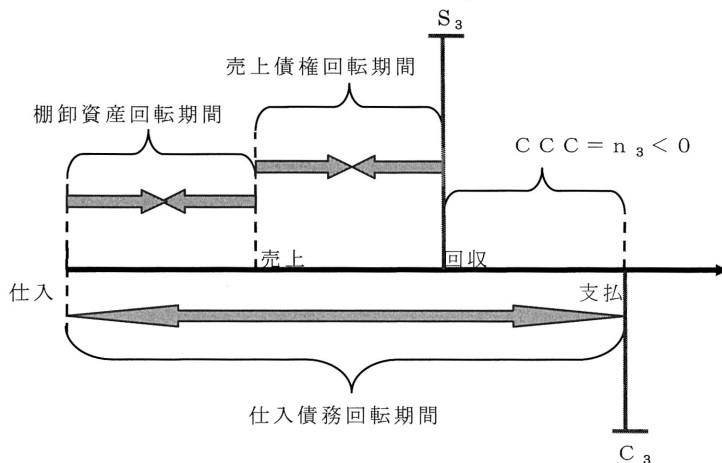 S₃
売上債権回転期間
棚卸資産回転期間
CCC=n₃<0
売上
回収
仕入
支払
仕入債務回転期間
C₃